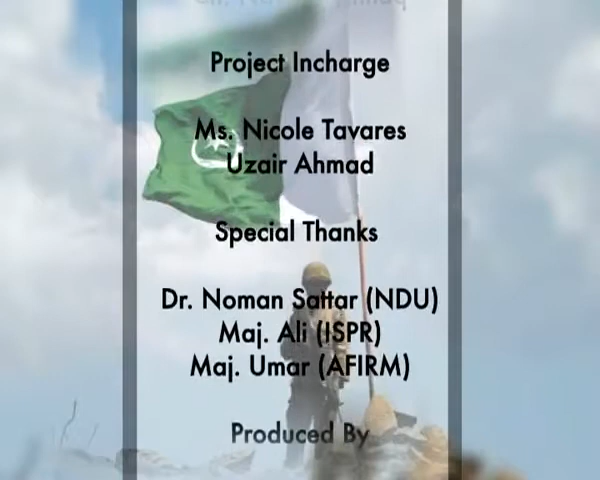 Project Incharge
Ms. Nicole Tavares
Uzair Ahmad
Special Thanks
Dr. Noman Sattar (NDU)
Maj. Ali (ISPR)
Maj. Umar (AFIRM)
Produced By